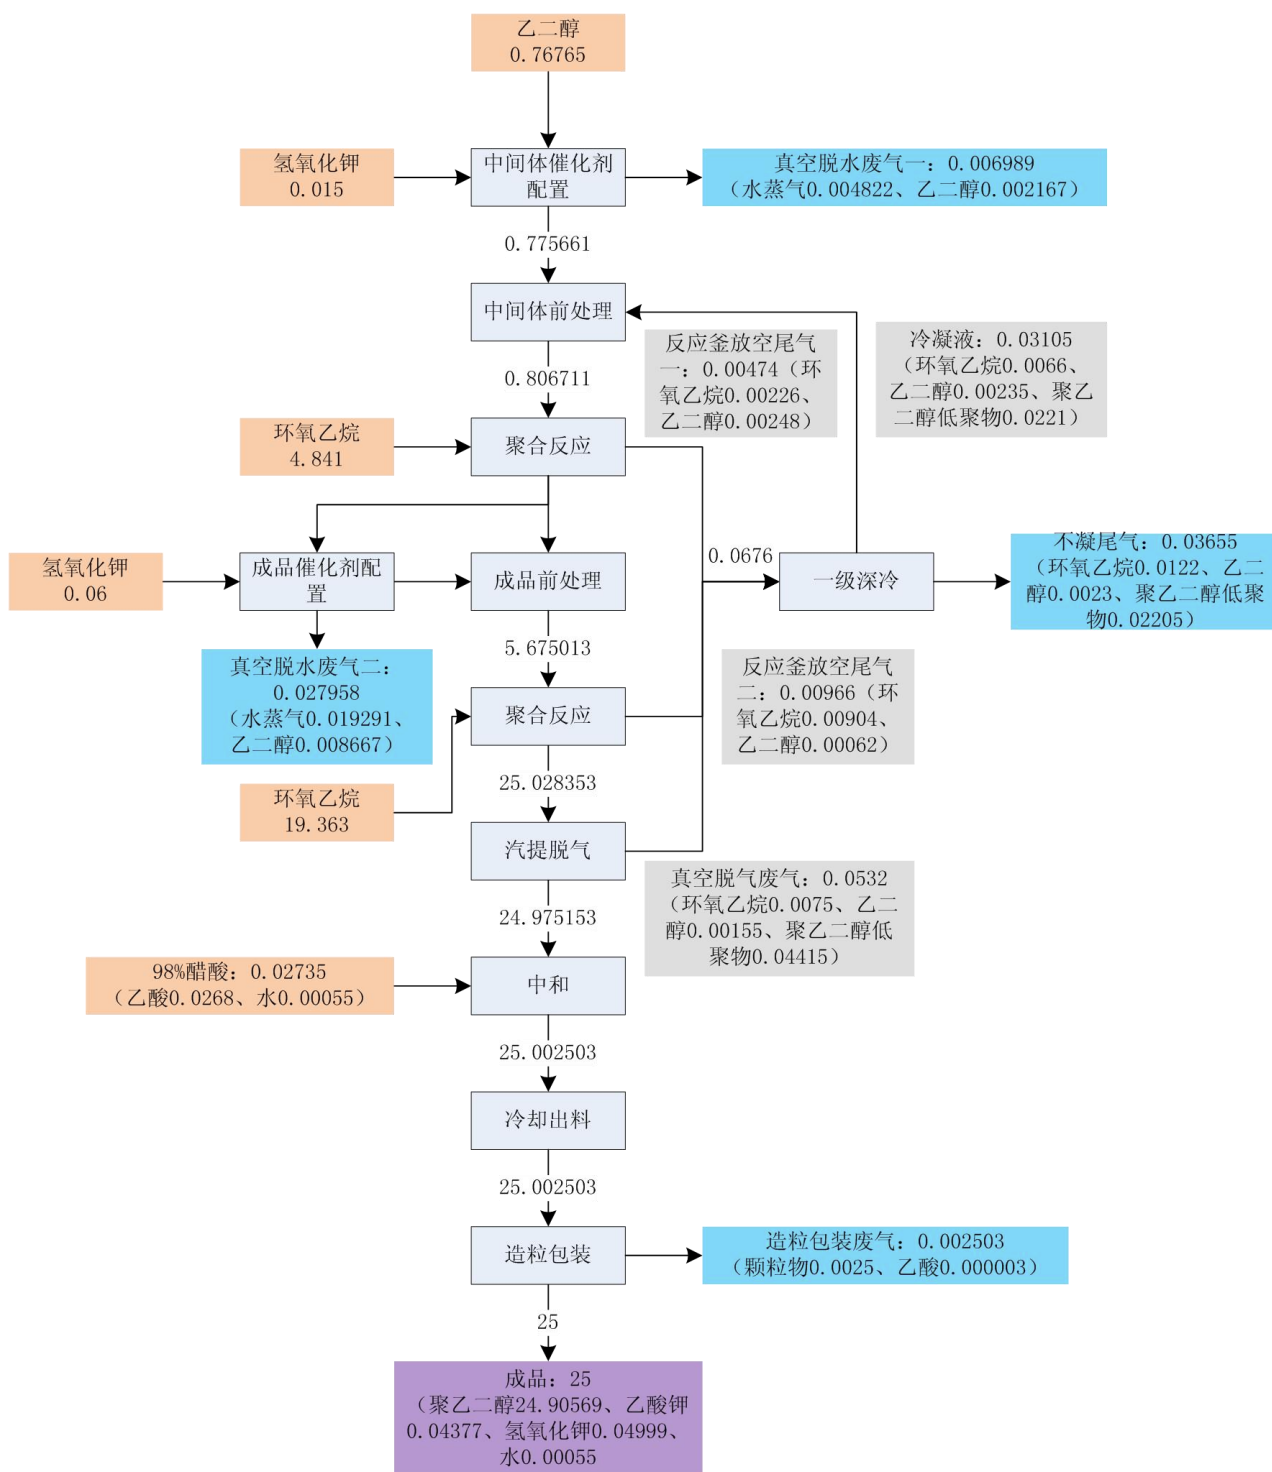 乙二醇
0.76765
氢氧化钾
0.015
中间体催化剂
配置
真空脱水废气一：0.006989
（水蒸气0.004822、乙二醇0.002167）
0.775661
中间体前处理
反应釜放空尾气
一：0.00474（环
氧乙烷0.00226、
乙二醇0.00248）
冷凝液：0.03105
（环氧乙烷0.0066、
乙二醇0.00235、聚乙
二醇低聚物0.0221）
0.806711
环氧乙烷
4.841
聚合反应
氢氧化钾
0.06
成品催化剂配
置
成品前处理
0.0676
一级深冷
不凝尾气：0.03655
（环氧乙烷0.0122、乙二
醇0.0023、聚乙二醇低聚
物0.02205）
真空脱水废气二：
0.027958
（水蒸气0.019291、
乙二醇0.008667）
5.675013
反应釜放空尾气
二：0.00966（环
氧乙烷0.00904、
乙二醇0.00062）
聚合反应
环氧乙烷
19.363
25.028353
汽提脱气
真空脱气废气：0.0532
（环氧乙烷0.0075、乙二
醇0.00155、聚乙二醇低
聚物0.04415）
24.975153
98%醋酸：0.02735
（乙酸0.0268、水0.00055）
中和
25.002503
冷却出料
25.002503
造粒包装
造粒包装废气：0.002503
（颗粒物0.0025、乙酸0.000003）
25
成品：25
（聚乙二醇24.90569、乙酸钾
0.04377、氢氧化钾0.04999、
水0.00055